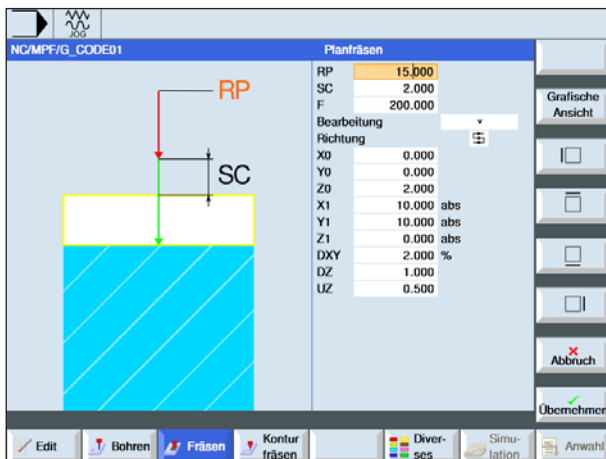 JOG
NC/MPF/G_CODE01
Planfräsen
RP
SC
RP 15.000
SC 2.000
F 200.000
Bearbeitung ▾
Richtung
X0 0.000
Y0 0.000
Z0 2.000
X1 10.000 abs
Y1 10.000 abs
Z1 0.000 abs
DXY 2.000 %
DZ 1.000
UZ 0.500
Grafische
Ansicht
Abbruch
Übernehmen
Edit
Bohren
Fräsen
Kontur
fräsen
Diver-
ses
Simu-
lation
NC
Anwahl